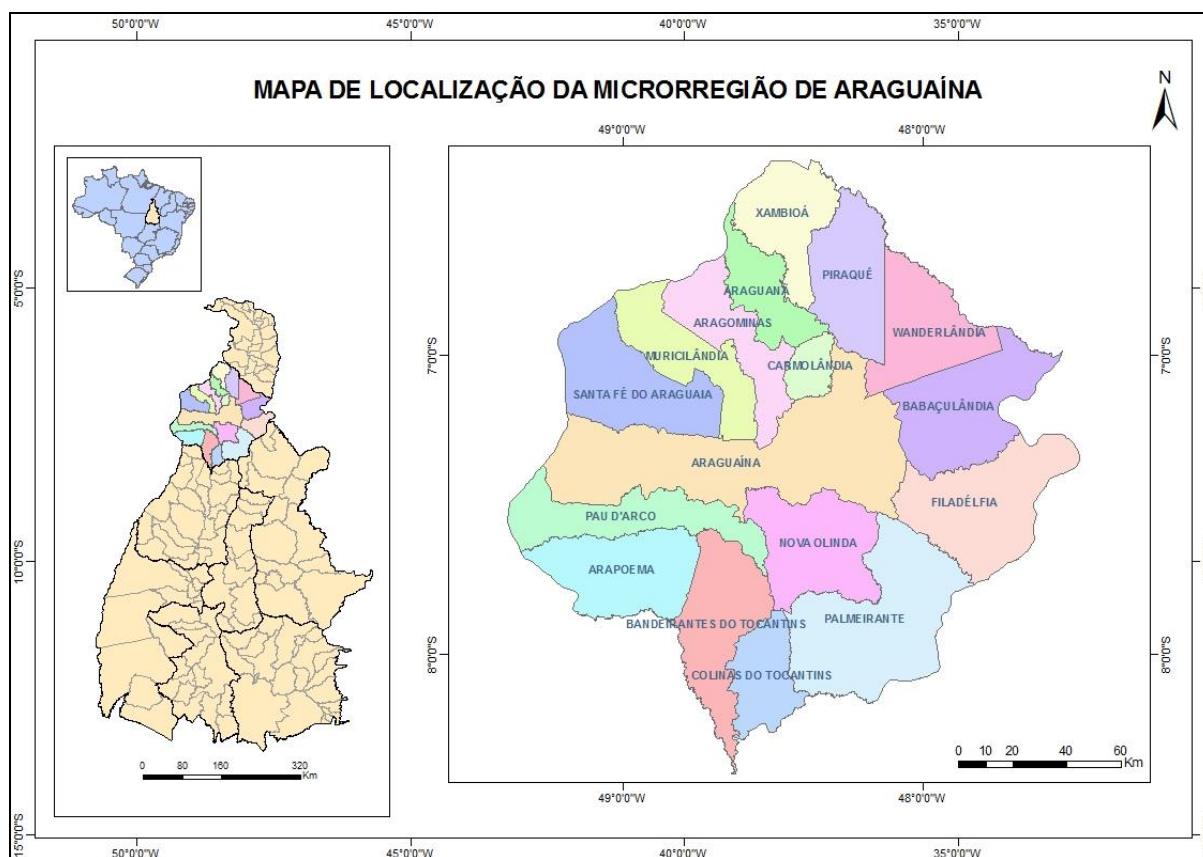 50°0'0"W 45°0'0"W 40°0'0"W 35°0'0"W
MAPA DE LOCALIZAÇÃO DA MICRORREGIÃO DE ARAGUAÍNA
N
49°0'0"W 48°0'0"W
XAMBIOÁ
PIRAQUÊ
5°0'0"S
ARAGUANÃ
ARAGOMINAS
WANDERLÂNDIA
7°0'0"S
MURICILÂNDIA
CARMOLÂNDIA
7°0'0"S
SANTA FÉ DO ARAGUAIA
BABAÇULÂNDIA
ARAGUAÍNA
FILADÉLFIA
PAU D'ARCO
NOVA OLINDA
10°0'0"S
ARAPOEMA
BANDEIRANTES DO TOCANTINS
PALMEIRANTE
8°0'0"S
8°0'0"S
COLINAS DO TOCANTINS
0 80 160 320
Km
0 10 20 40 60
Km
49°0'0"W 48°0'0"W
15°0'0"S
50°0'0"W 45°0'0"W 40°0'0"W 35°0'0"W